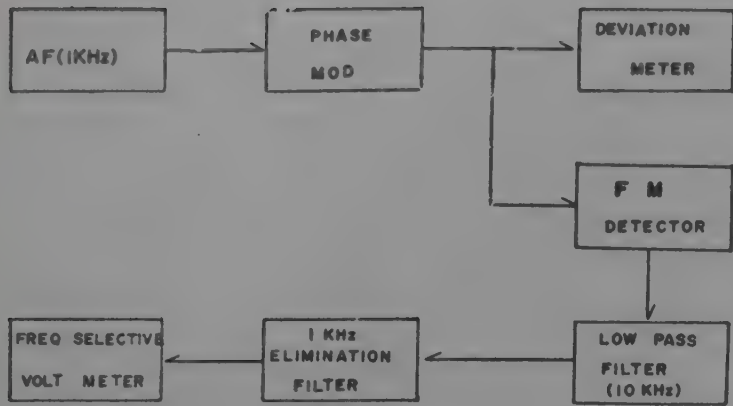 AF(1KHz)
PHASE
MOD
DEVIATION
METER
F M
DETECTOR
LOW PASS
FILTER
(10 KHz)
1 KHz
ELIMINATION
FILTER
FREQ SELECTIVE
VOLT METER